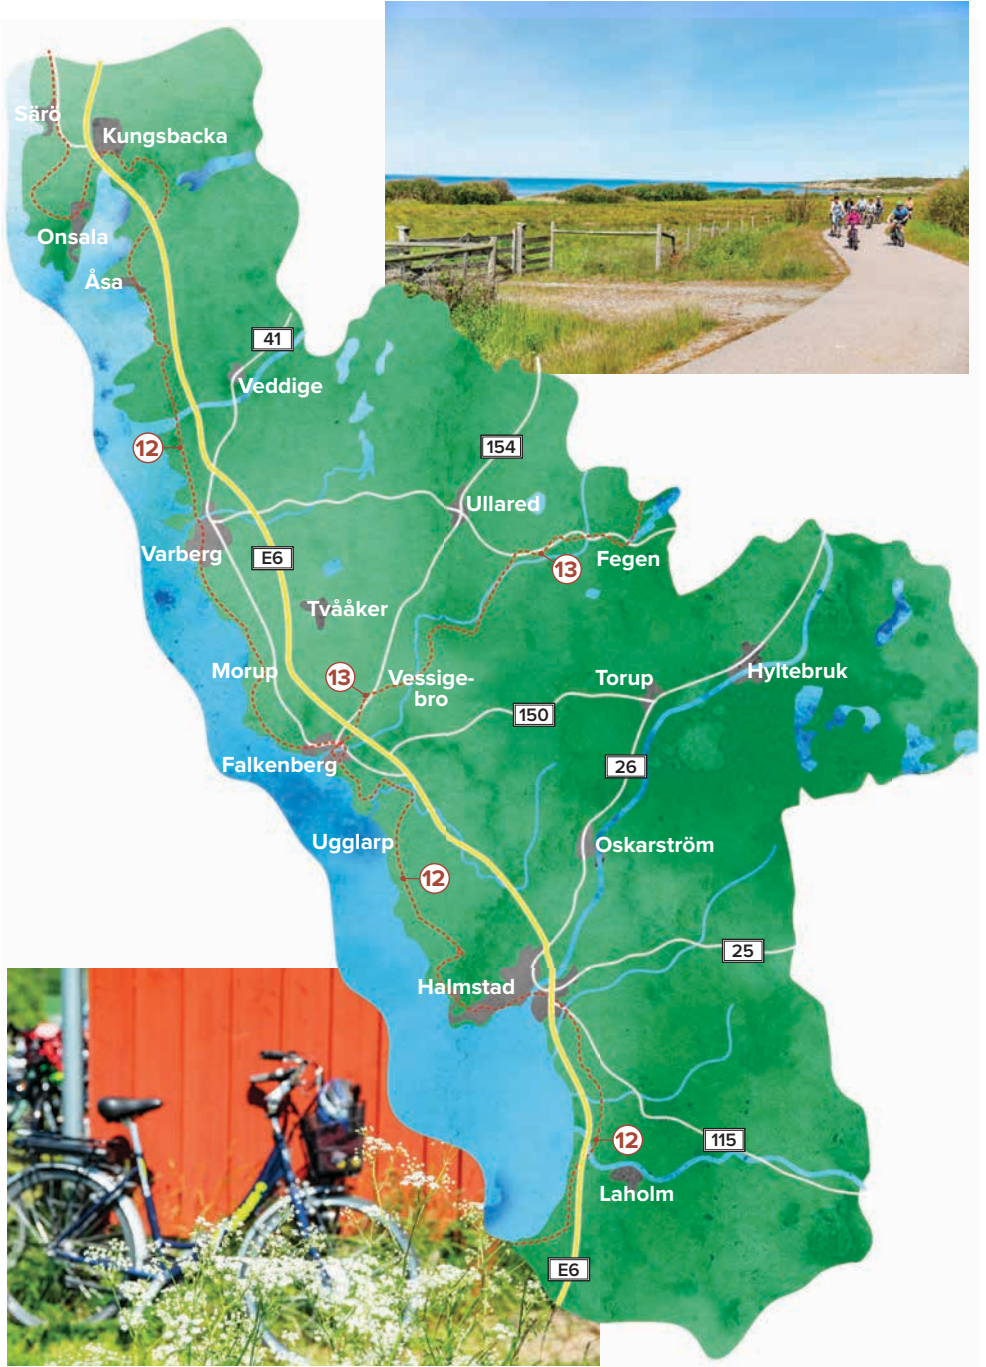 Särö
Kungsbacka
Onsala
Åsa
41
Veddige
12
154
Ullared
Varberg
E6
13
Fegen
Tvååker
Morup
13
Vessige-
bro
Torup
Hyltebruk
150
Falkenberg
26
Ugglarp
Oskarström
12
25
Halmstad
12
115
Laholm
E6